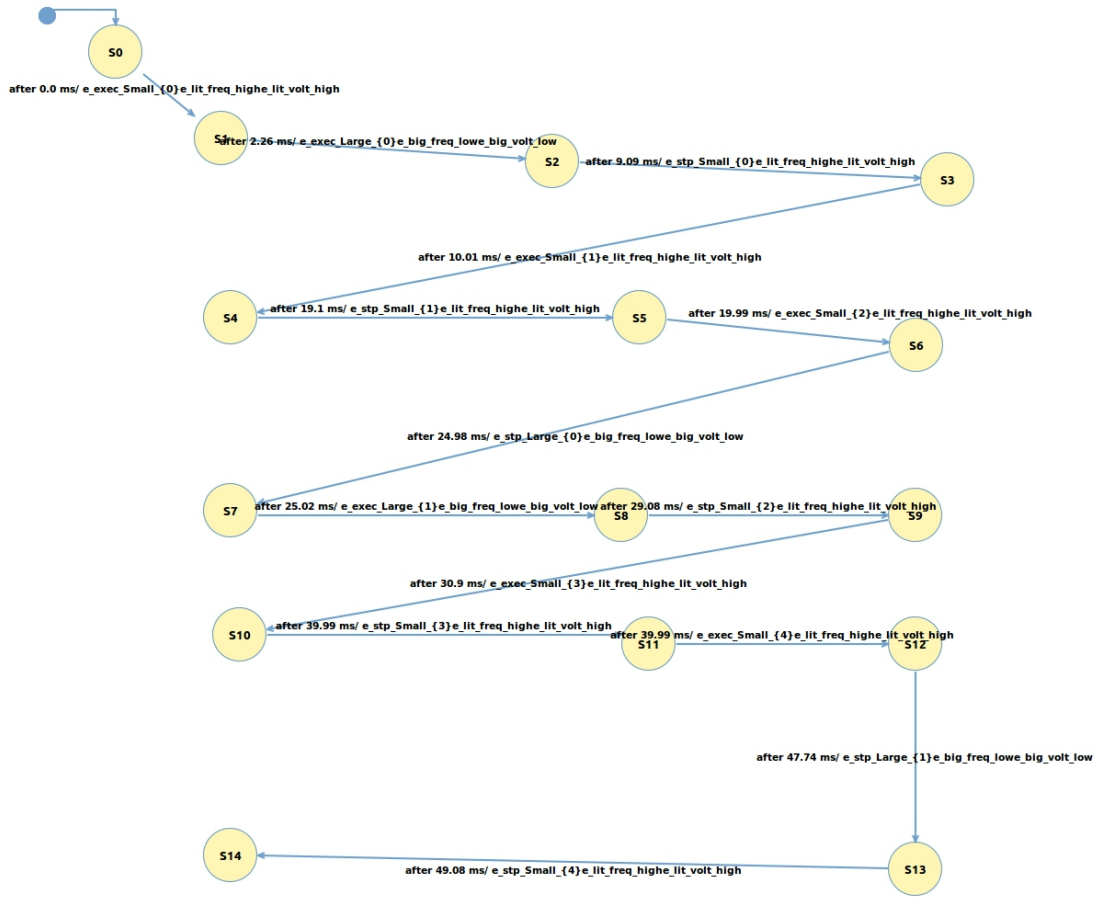 S0
after 0.0 ms/ e_exec_Small_{0}e_lit_freq_highe_lit_volt_high
S1
after 2.26 ms/ e_exec_Large_{0}e_big_freq_lowe_big_volt_low
S2
after 9.09 ms/ e_stp_Small_{0}e_lit_freq_highe_lit_volt_high
S3
after 10.01 ms/ e_exec_Small_{1}e_lit_freq_highe_lit_volt_high
S4
after 19.1 ms/ e_stp_Small_{1}e_lit_freq_highe_lit_volt_high
S5
after 19.99 ms/ e_exec_Small_{2}e_lit_freq_highe_lit_volt_high
S6
after 24.98 ms/ e_stp_Large_{0}e_big_freq_lowe_big_volt_low
S7
after 25.02 ms/ e_exec_Large_{1}e_big_freq_lowe_big_volt_low
S8
after 29.08 ms/ e_stp_Small_{2}e_lit_freq_highe_lit_volt_high
S9
after 30.9 ms/ e_exec_Small_{3}e_lit_freq_highe_lit_volt_high
S10
after 39.99 ms/ e_stp_Small_{3}e_lit_freq_highe_lit_volt_high
S11
after 39.99 ms/ e_exec_Small_{4}e_lit_freq_highe_lit_volt_high
S12
after 47.74 ms/ e_stp_Large_{1}e_big_freq_lowe_big_volt_low
S14
after 49.08 ms/ e_stp_Small_{4}e_lit_freq_highe_lit_volt_high
S13